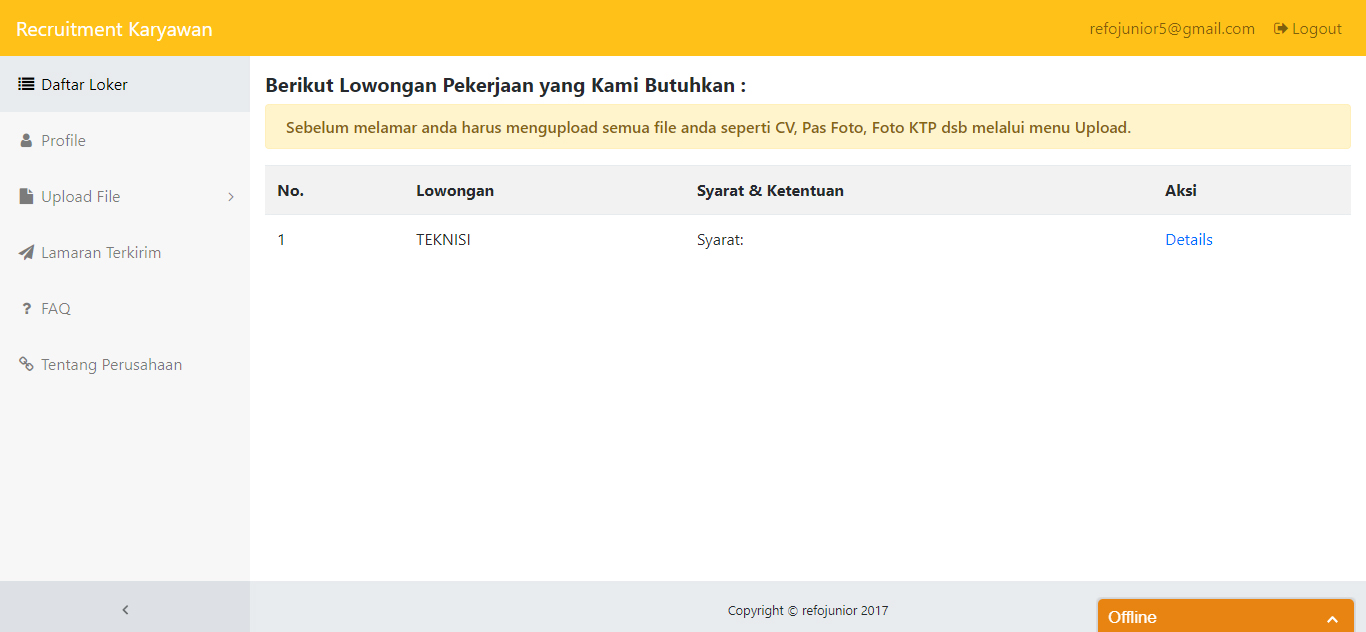 Recruitment Karyawan
refojunior5@gmail.com Logout
Daftar Loker
Profile
Upload File
Lamaran Terkirim
? FAQ
Tentang Perusahaan
Berikut Lowongan Pekerjaan yang Kami Butuhkan :
Sebelum melamar anda harus mengupload semua file anda seperti CV, Pas Foto, Foto KTP dsb melalui menu Upload.
No. Lowongan Syarat & Ketentuan Aksi
1 TEKNISI Syarat: Details
Copyright © refojunior 2017
Offline